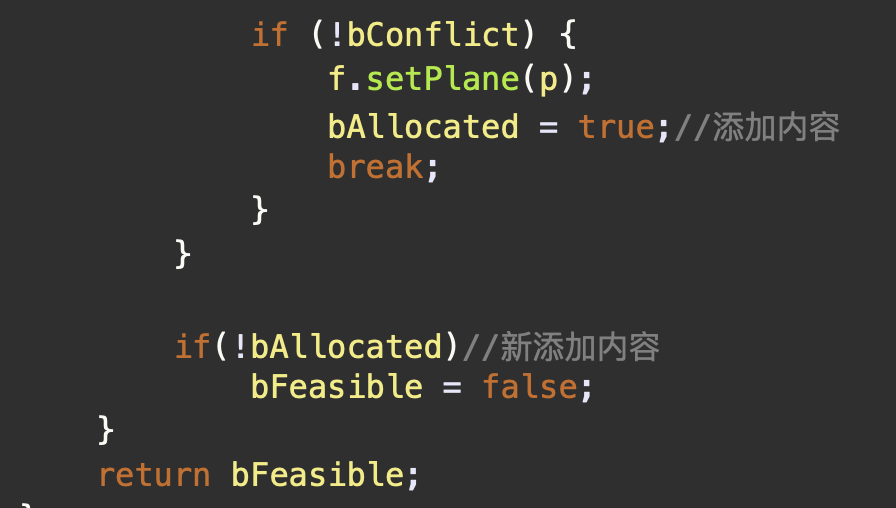 if (!bConflict) {
f.setPlane(p);
bAllocated = true;//添加内容
break;
}
}
if(!bAllocated)//新添加内容
bFeasible = false;
}
return bFeasible;
}